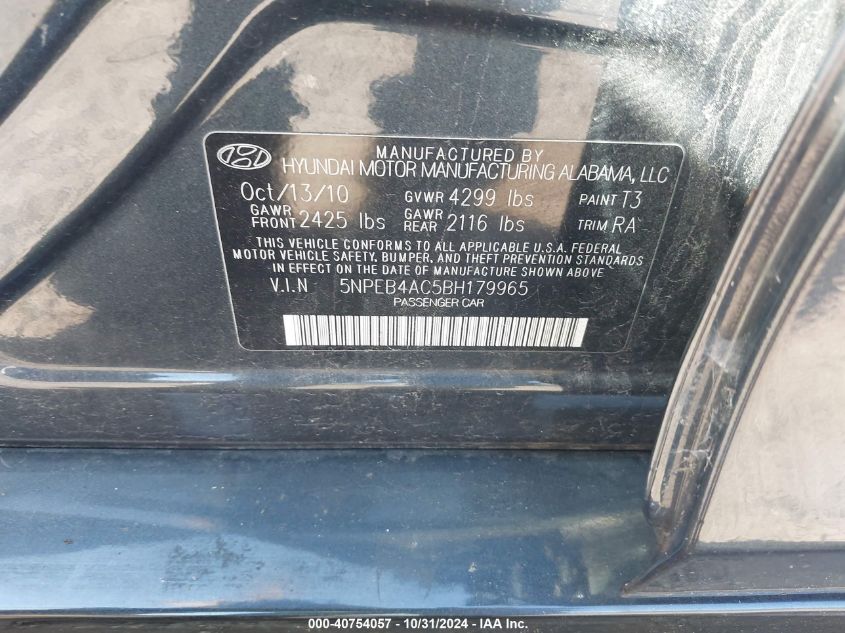 MANUFACTURED BY
HYUNDAI MOTOR MANUFACTURING ALABAMA, LLC
Oct/13/10 GVWR 4299 lbs PAINT T3
GAWR FRONT 2425 lbs GAWR REAR 2116 lbs TRIM RA
THIS VEHICLE CONFORMS TO ALL APPLICABLE U.S.A. FEDERAL
MOTOR VEHICLE SAFETY, BUMPER, AND THEFT PREVENTION STANDARDS
IN EFFECT ON THE DATE OF MANUFACTURE SHOWN ABOVE
V.I.N 5NPEB4AC5BH179965
PASSENGER CAR
000-40754057 - 10/31/2024 - IAA Inc.